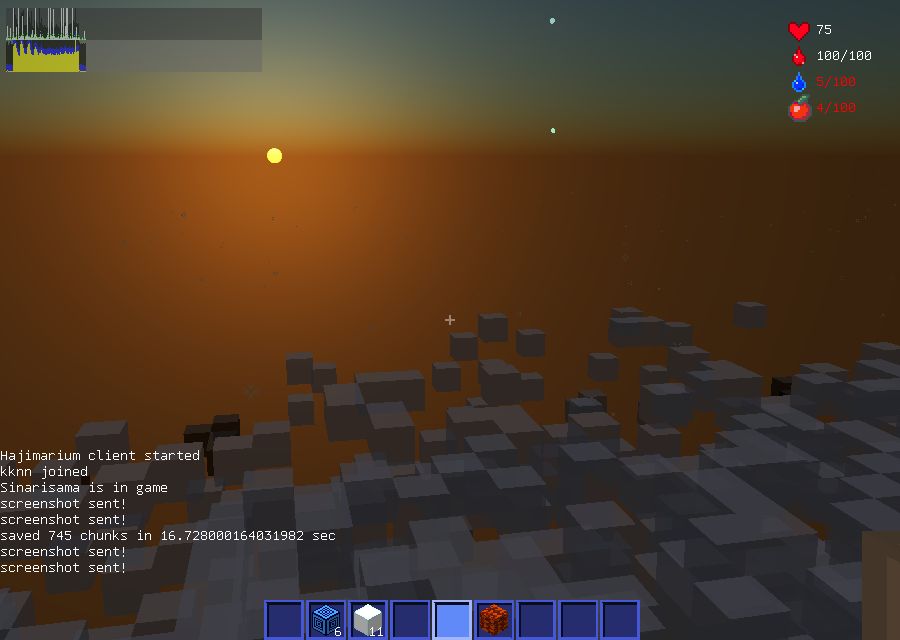 75
100/100
5/100
4/100
Hajimarium client started
kknn joined
Sinarisama is in game
screenshot sent!
screenshot sent!
saved 745 chunks in 16.728000164031982 sec
screenshot sent!
screenshot sent!
6 11